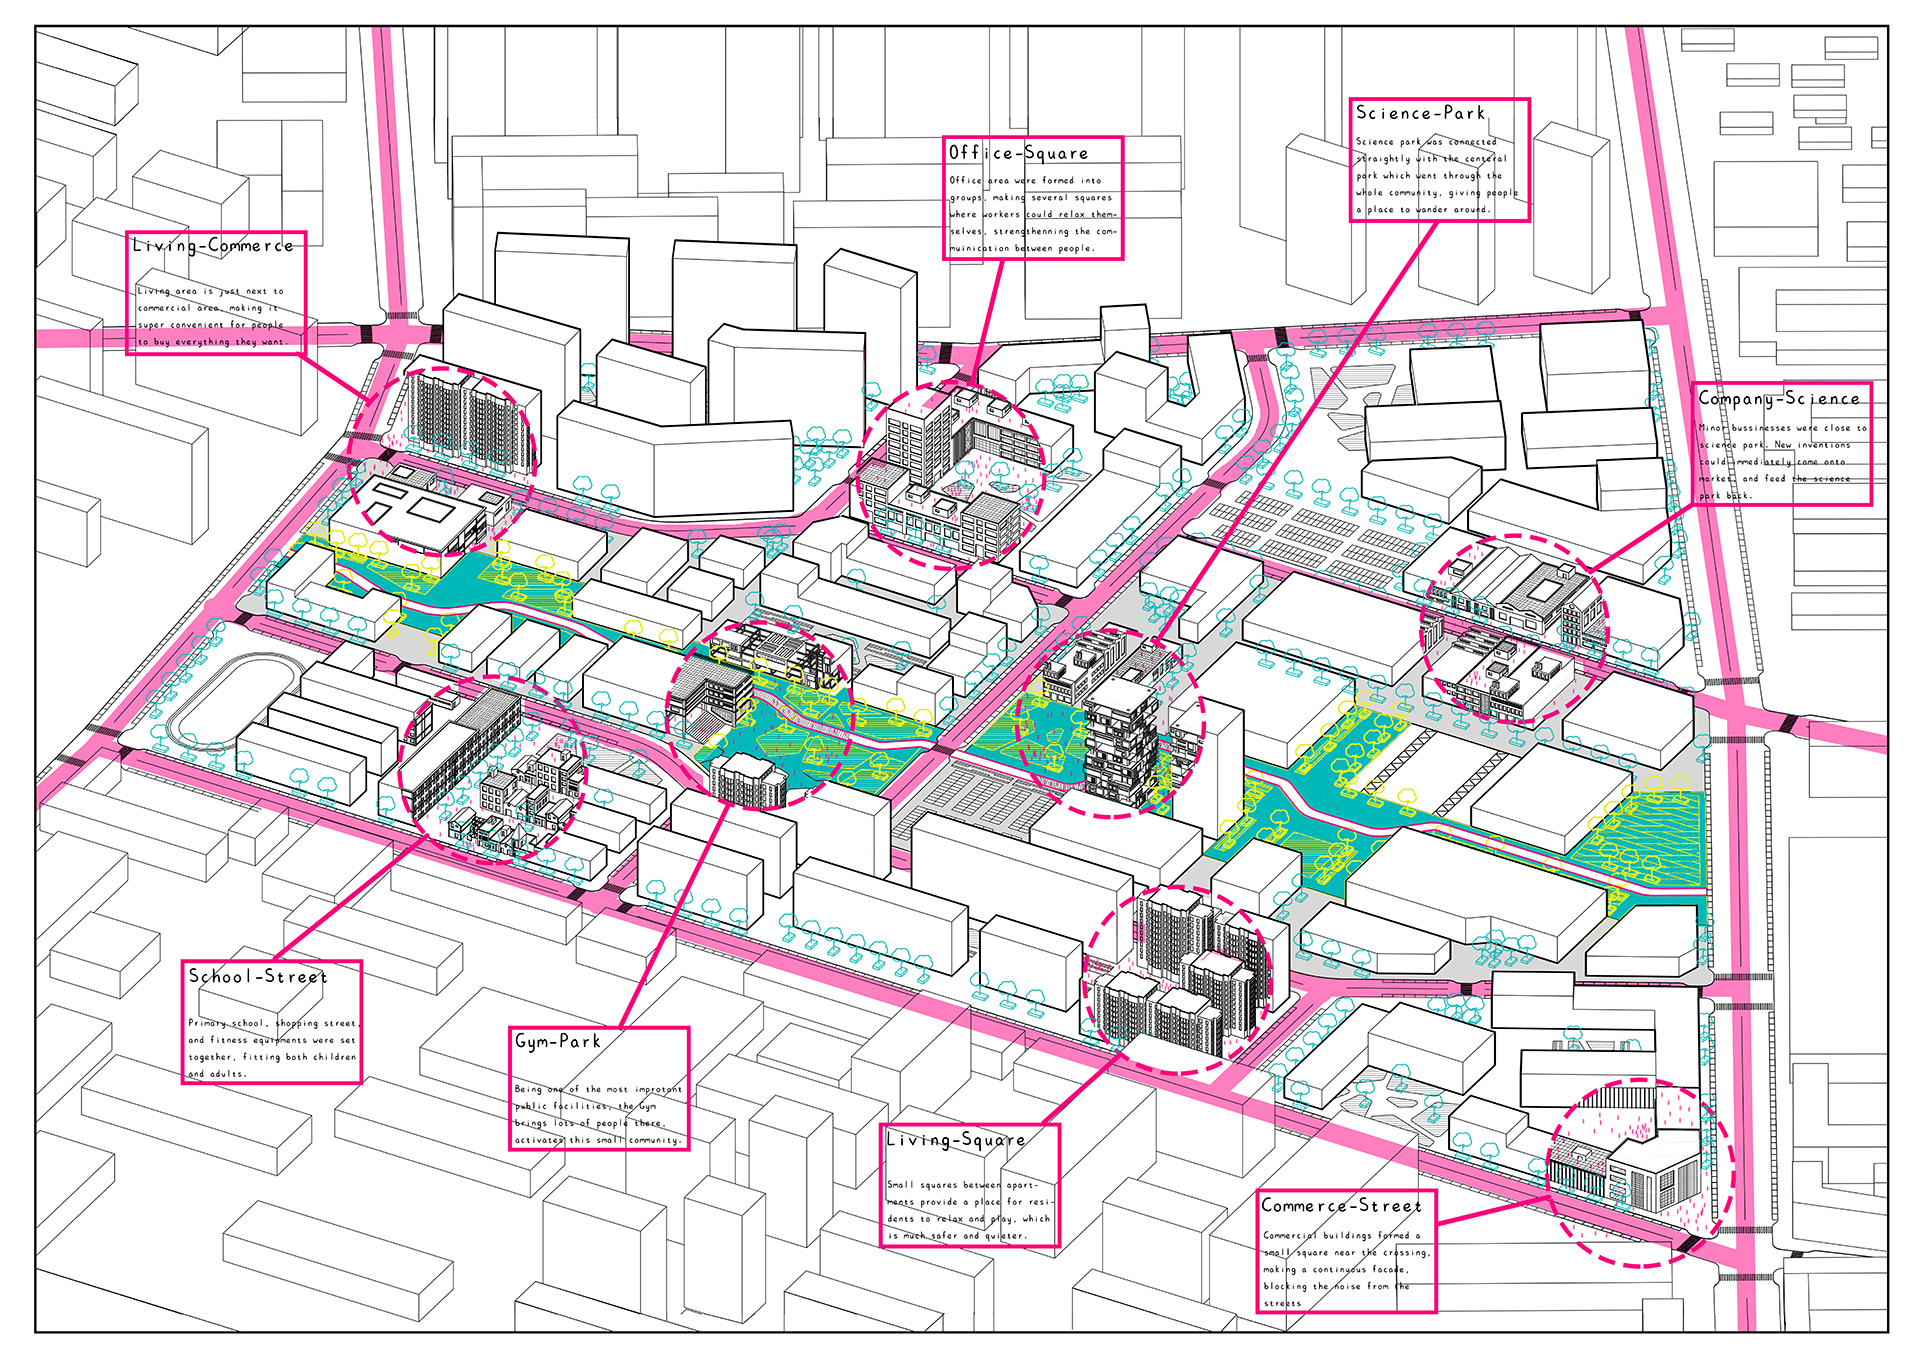 Science-Park
Science park was connected
straightly with the centeral
park which went through the
whole community, giving people
a place to wander around.
Office-Square
Office area were formed into
groups, making several squares
where workers could relax them-
selves, strengthenning the com-
muinication between people.
Living-Commerce
Living area is just next to
commercial area, making it
super convenient for people
to buy everything they want.
Company-Science
Minor bussinesses were close to
science park. New inventions
could immediately come onto
market, and feed the science
park back.
School-Street
Primary school, shopping street,
and fitness equipments were set
together, fitting both children
and adults.
Gym-Park
Being one of the most improtant
public facilities, the Gym
brings lots of people there,
activates this small community.
Living-Square
Small squares between apart-
ments provide a place for resi-
dents to relax and play, which
is much safer and quieter.
Commerce-Street
Commercial buildings formed a
small square near the crossing,
making a continuous facade,
blocking the noise from the
streets